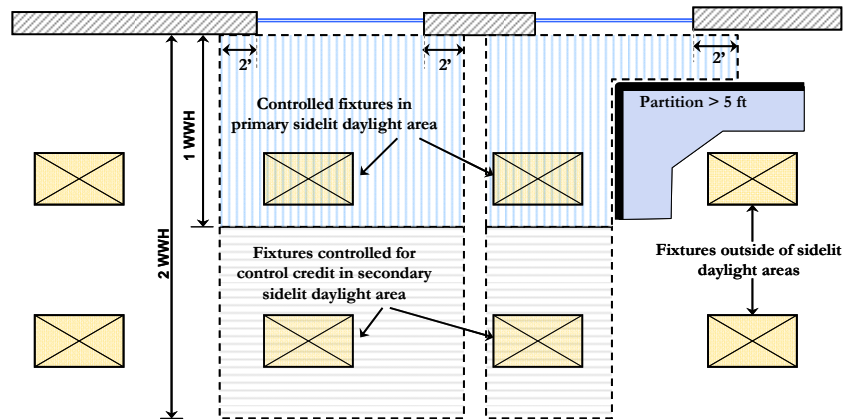 2'
2'
2'
Controlled fixtures in
primary sidelit daylight area
Partition > 5 ft
1 WWH
2 WWH
Fixtures controlled for
control credit in secondary
sidelit daylight area
Fixtures outside of sidelit
daylight areas